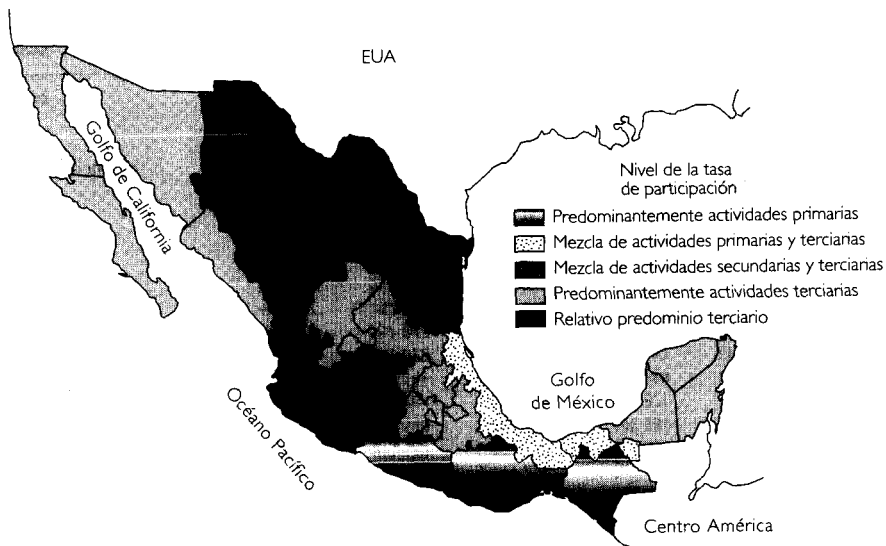 EUA
Golfo de California
Nivel de la tasa
de participación
Predominantemente actividades primarias
Mezcla de actividades primarias y terciarias
Mezcla de actividades secundarias y terciarias
Predominantemente actividades terciarias
Relativo predominio terciario
Golfo
de México
Océano Pacífico
Centro América